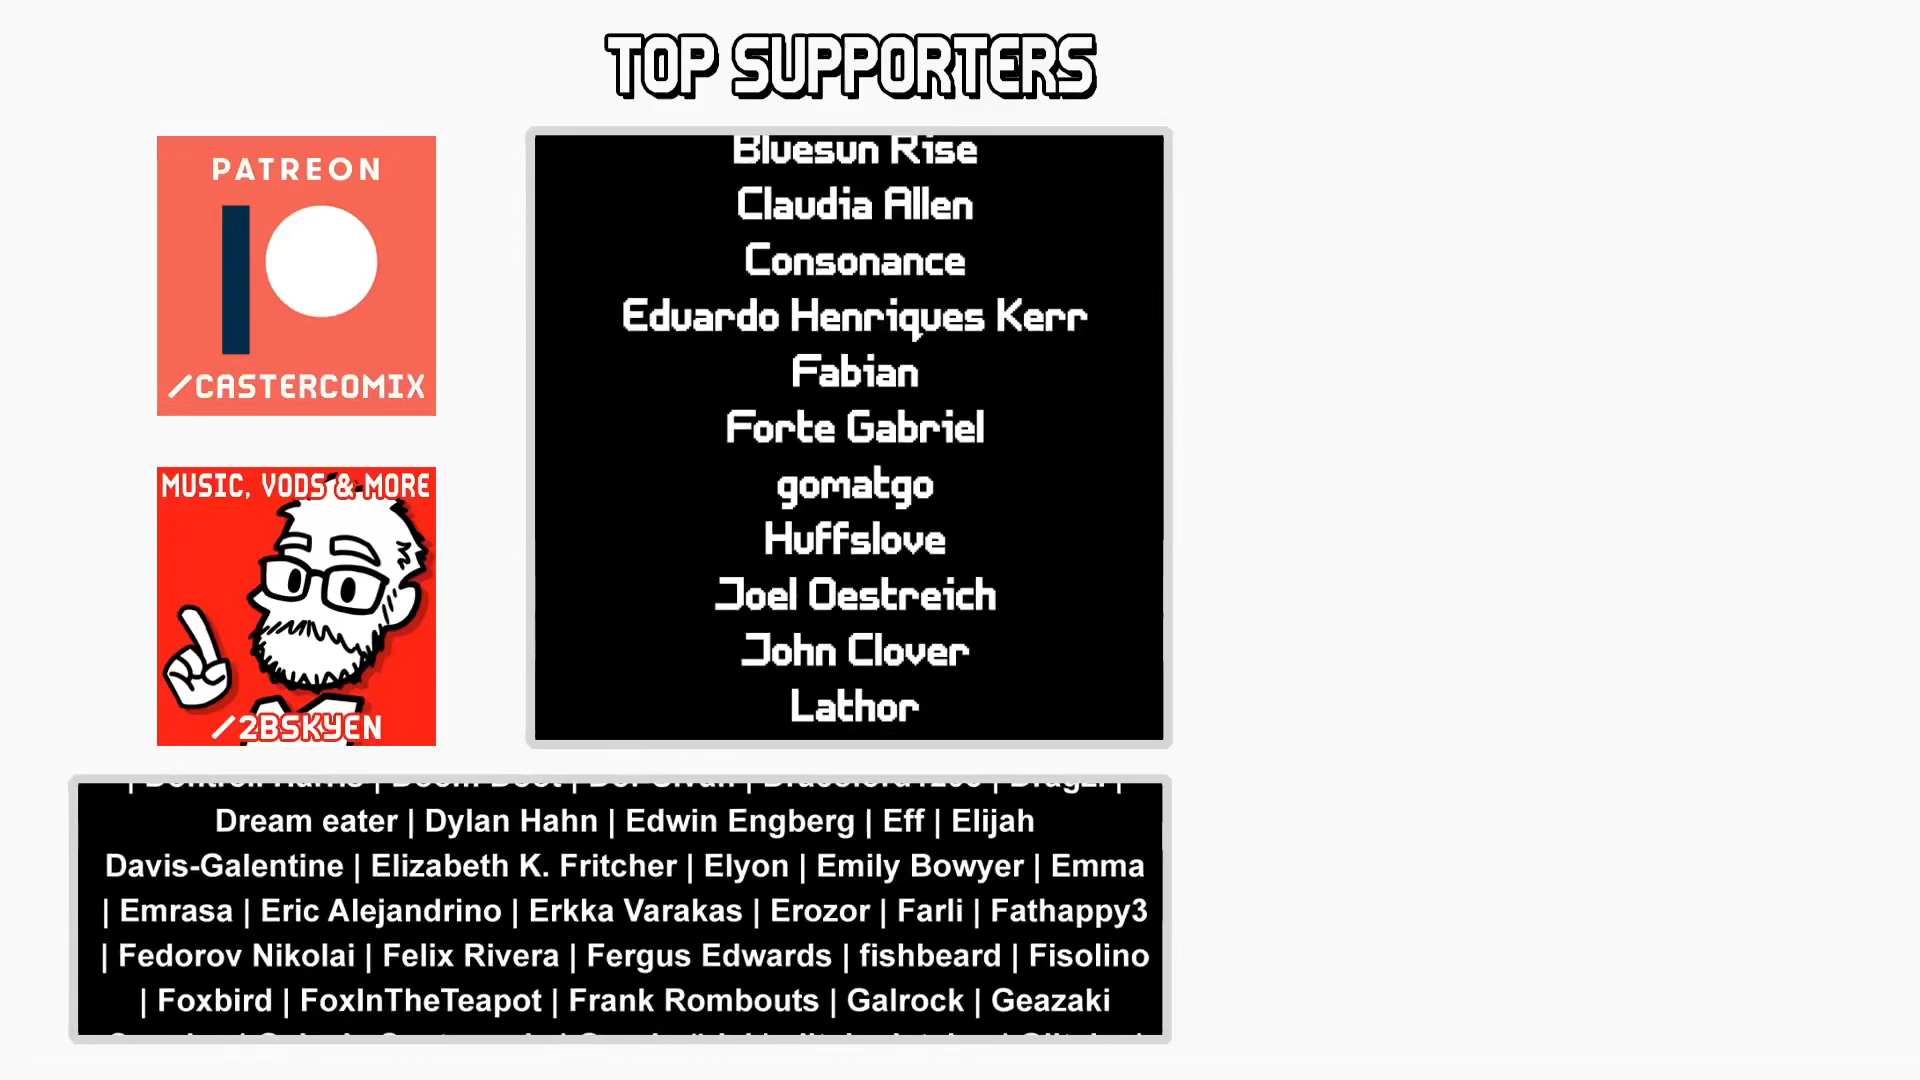 TOP SUPPORTERS
PATREON
/CASTERCOMIX
MUSIC, VODS & MORE
/2BSKYEN
Bluesun Rise
Claudia Allen
Consonance
Eduardo Henriques Kerr
Fabian
Forte Gabriel
gomatgo
Huffslove
Joel Oestreich
John Clover
Lathor
Dream eater | Dylan Hahn | Edwin Engberg | Eff | Elijah
Davis-Galentine | Elizabeth K. Fritcher | Elyon | Emily Bowyer | Emma
| Emrasa | Eric Alejandrino | Erkka Varakas | Erozor | Farli | Fathappy3
| Fedorov Nikolai | Felix Rivera | Fergus Edwards | fishbeard | Fisolino
| Foxbird | FoxInTheTeapot | Frank Rombouts | Galrock | Geazaki